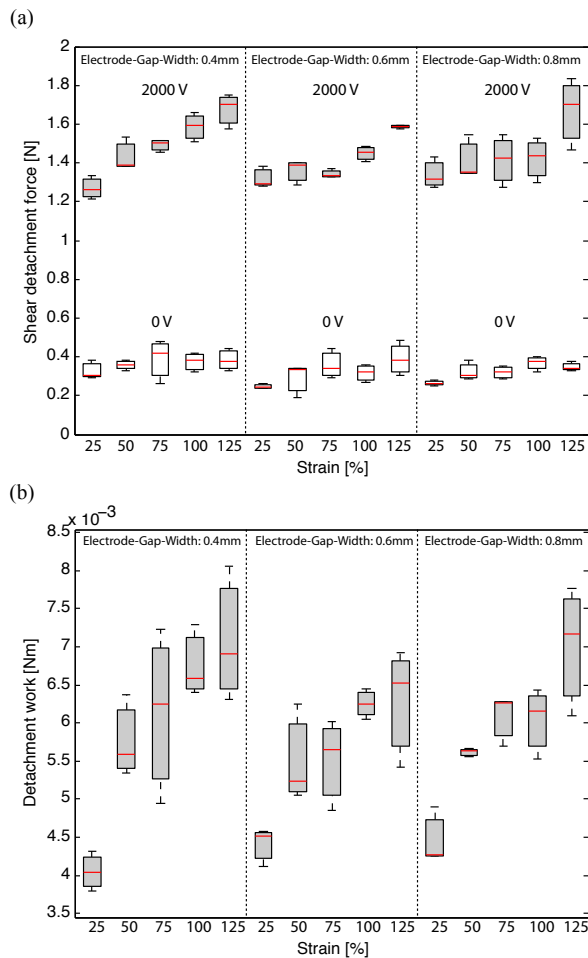 (a)
Shear detachment force [N]
2
1.8
1.6
1.4
1.2
1
0.8
0.6
0.4
0.2
0
Electrode-Gap-Width: 0.4mm
Electrode-Gap-Width: 0.6mm
Electrode-Gap-Width: 0.8mm
2000 V
2000 V
2000 V
0 V
0 V
0 V
25 50 75 100 125 25 50 75 100 125 25 50 75 100 125
Strain [%]
(b)
x 10⁻³
Detachment work [Nm]
8.5
8
7.5
7
6.5
6
5.5
5
4.5
4
3.5
Electrode-Gap-Width: 0.4mm
Electrode-Gap-Width: 0.6mm
Electrode-Gap-Width: 0.8mm
25 50 75 100 125 25 50 75 100 125 25 50 75 100 125
Strain [%]